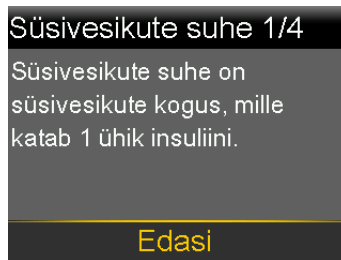 Süsivesikute suhe 1/4
Süsivesikute suhe on
süsivesikute kogus, mille
katab 1 ühik insuliini.
Edasi